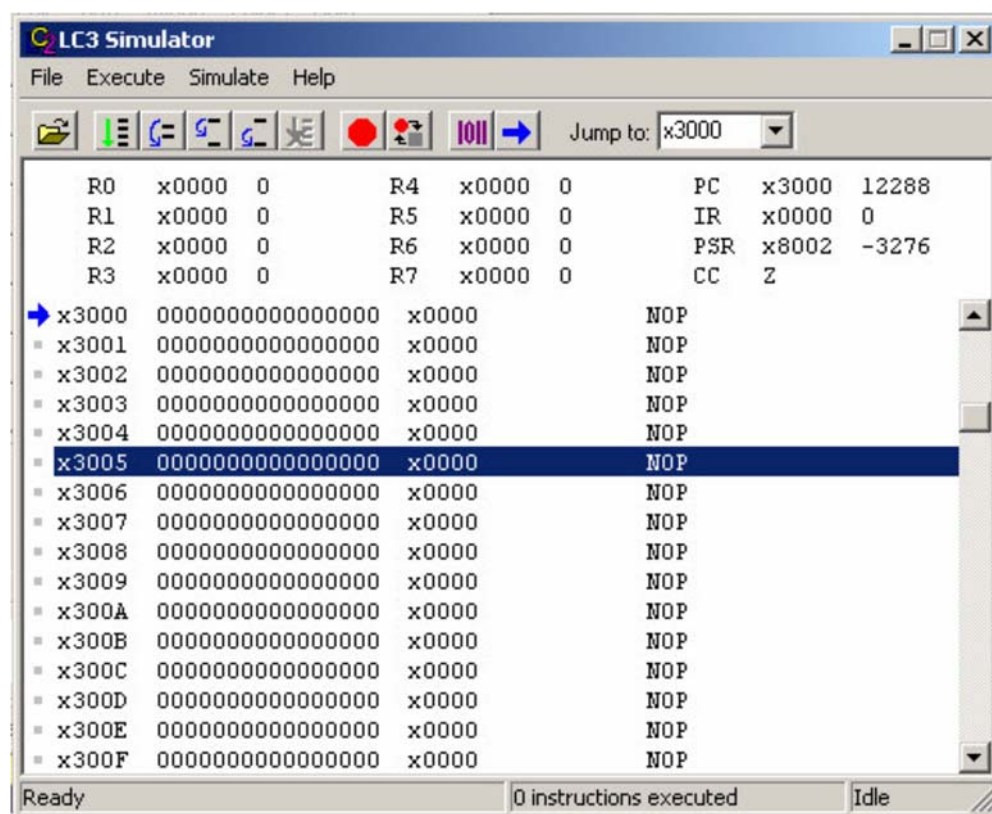 LC3 Simulator
File Execute Simulate Help
Jump to: x3000
R0 x0000 0 R4 x0000 0 PC x3000 12288
R1 x0000 0 R5 x0000 0 IR x0000 0
R2 x0000 0 R6 x0000 0 PSR x8002 -3276
R3 x0000 0 R7 x0000 0 CC Z
x3000 0000000000000000 x0000 NOP
x3001 0000000000000000 x0000 NOP
x3002 0000000000000000 x0000 NOP
x3003 0000000000000000 x0000 NOP
x3004 0000000000000000 x0000 NOP
x3005 0000000000000000 x0000 NOP
x3006 0000000000000000 x0000 NOP
x3007 0000000000000000 x0000 NOP
x3008 0000000000000000 x0000 NOP
x3009 0000000000000000 x0000 NOP
x300A 0000000000000000 x0000 NOP
x300B 0000000000000000 x0000 NOP
x300C 0000000000000000 x0000 NOP
x300D 0000000000000000 x0000 NOP
x300E 0000000000000000 x0000 NOP
x300F 0000000000000000 x0000 NOP
Ready 0 instructions executed Idle